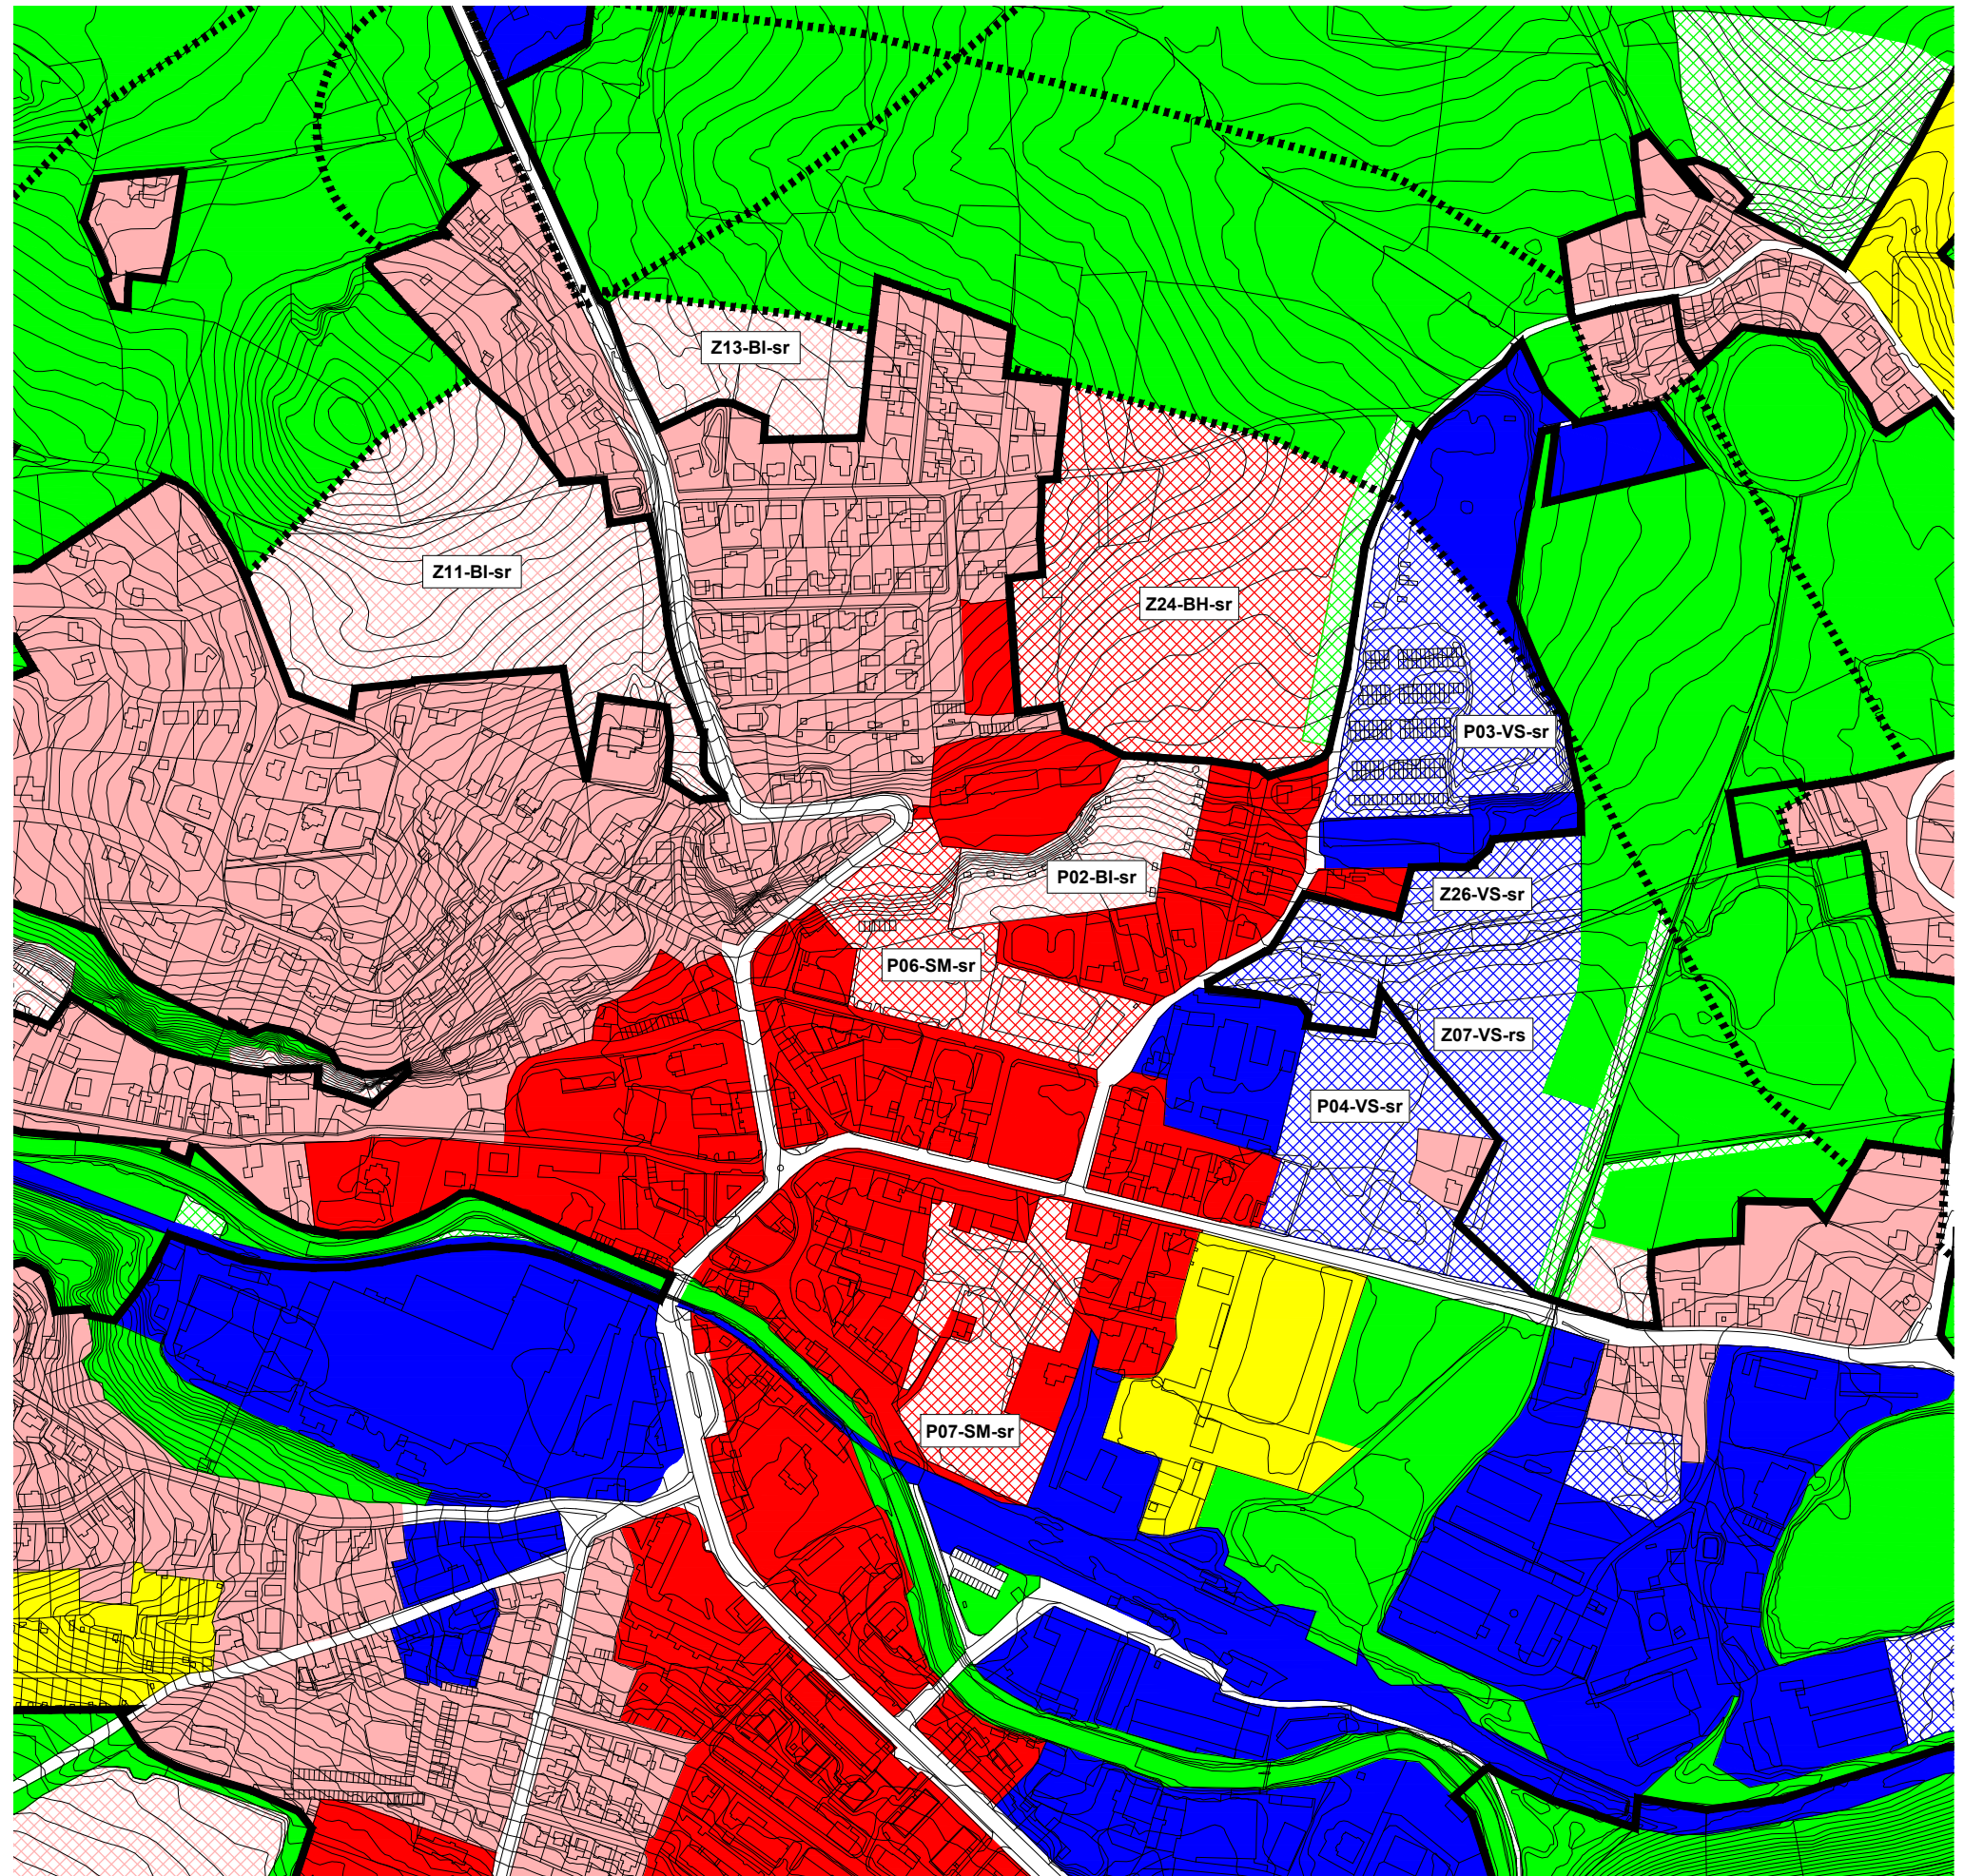 Z13-BI-sr
Z11-BI-sr
Z24-BH-sr
P03-VS-sr
P02-BI-sr
Z26-VS-sr
P06-SM-sr
Z07-VS-rs
P04-VS-sr
P07-SM-sr